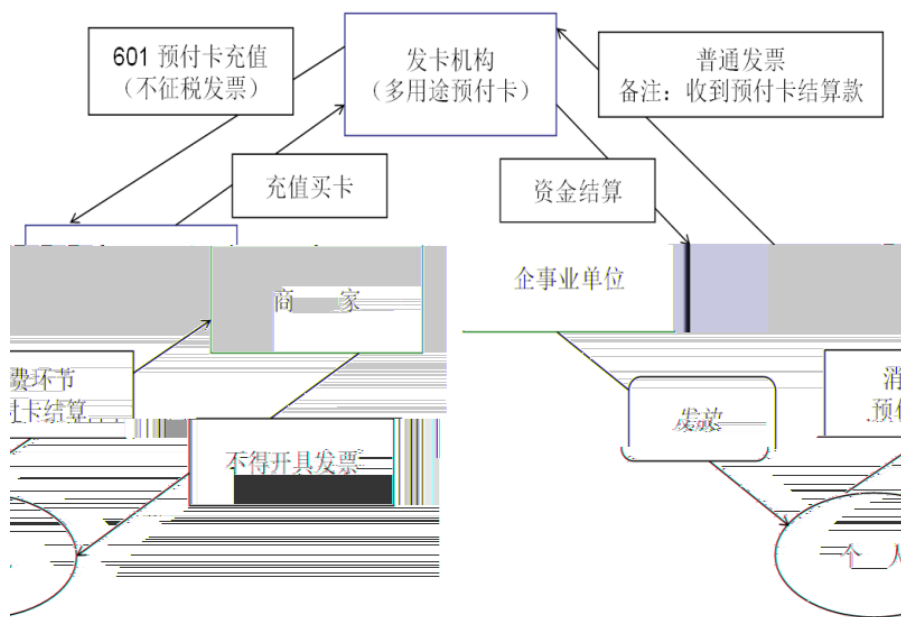 601 预付卡充值
（不征税发票）
发卡机构
（多用途预付卡）
普通发票
备注：收到预付卡结算款
充值买卡
资金结算
商 家
企事业单位
费环节
付卡结算
发放
消
预付
不得开具发票
个 人